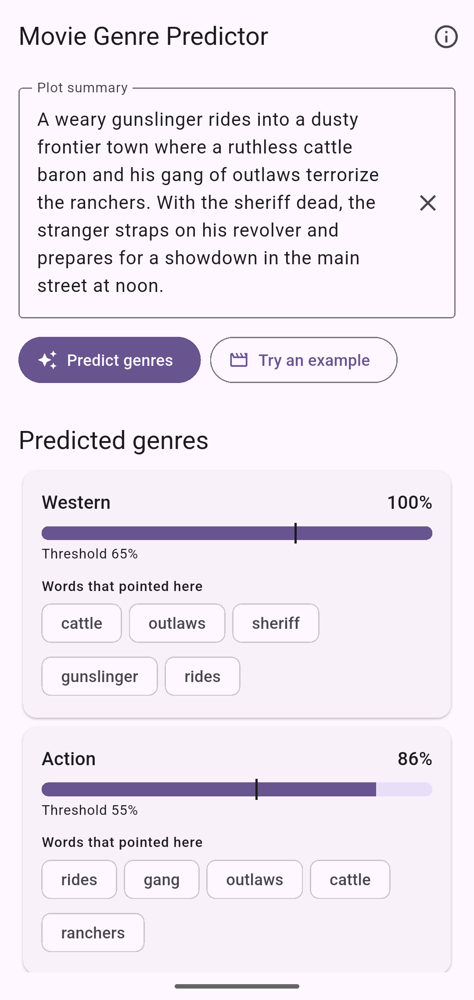 Movie Genre Predictor
Plot summary
A weary gunslinger rides into a dusty
frontier town where a ruthless cattle
baron and his gang of outlaws terrorize
the ranchers. With the sheriff dead, the
stranger straps on his revolver and
prepares for a showdown in the main
street at noon.
Predict genres
Try an example
Predicted genres
Western 100%
Threshold 65%
Words that pointed here
cattle outlaws sheriff
gunslinger rides
Action 86%
Threshold 55%
Words that pointed here
rides gang outlaws cattle
ranchers